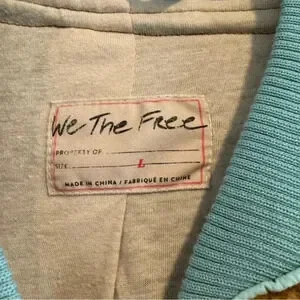 We The Free
PROPERTY OF
SIZE L
MADE IN CHINA / FABRIQUÉ EN CHINE